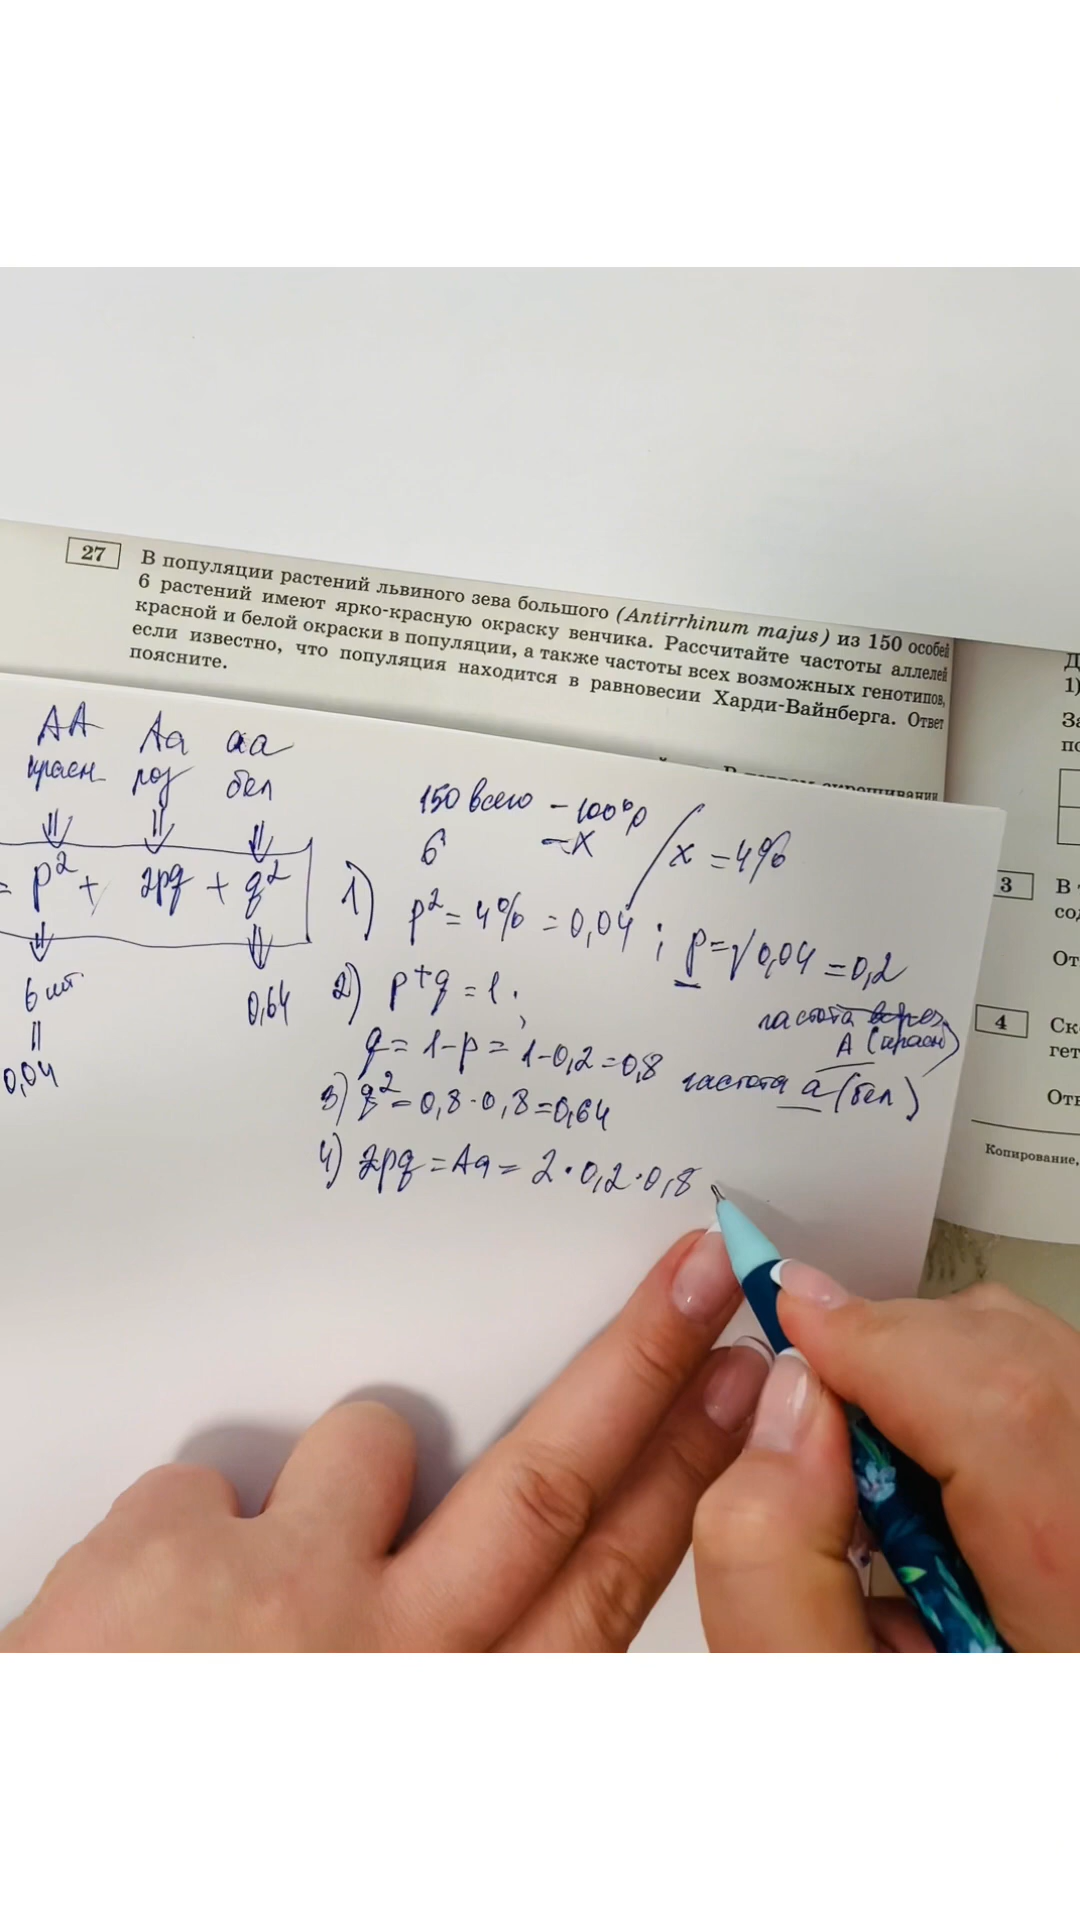 27 В популяции растений львиного зева большого (Antirrhinum majus) из 150 особей
6 растений имеют ярко-красную окраску венчика. Рассчитайте частоты аллелей
красной и белой окраски в популяции, а также частоты всех возможных генотипов,
если известно, что популяция находится в равновесии Харди-Вайнберга. Ответ
поясните.
AA Aa aa
красн роз бел
= p² + 2pq + q²
6 шт 0,64
0,04
150 всего – 100%
6 – x
x = 4%
1) p² = 4% = 0,04 ; p = √0,04 = 0,2
2) p+q = 1 ;
q = 1-p = 1-0,2 = 0,8
частота
A (красн)
частота a (бел)
3) q² = 0,8·0,8 = 0,64
4) 2pq = Aa = 2·0,2·0,8
1)
3 В
4 Ск
гет
Копирование,